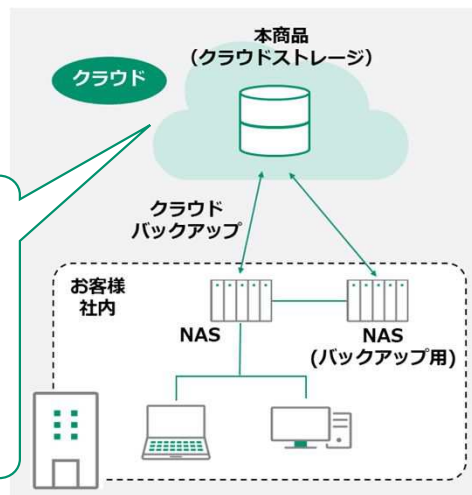 本商品
(クラウドストレージ)
クラウド
クラウド
バックアップ
お客様
社内
NAS
NAS
(バックアップ用)